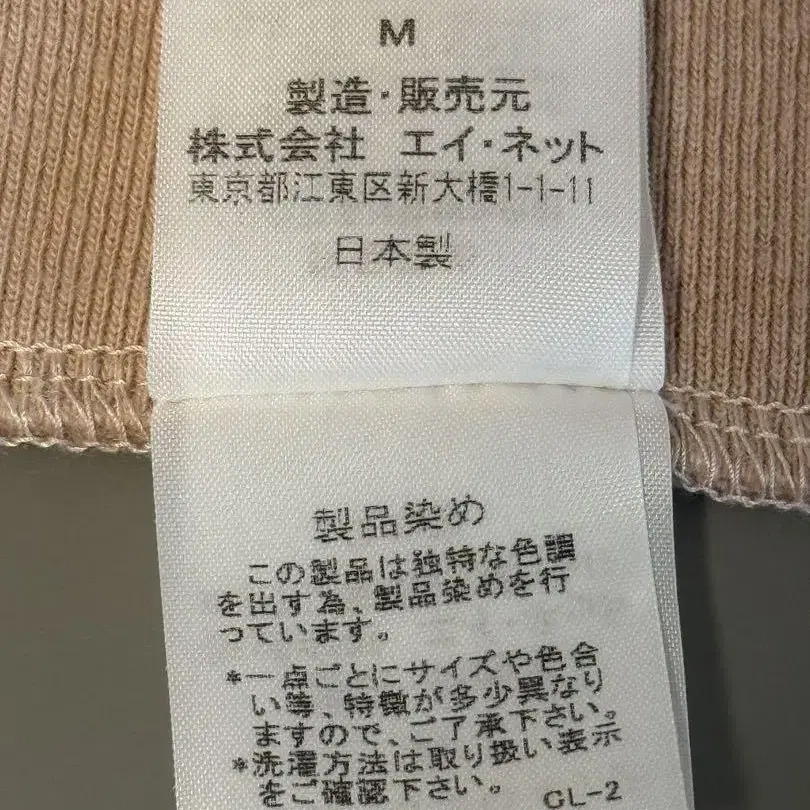 M
製造・販売元
株式会社 エイ・ネット
東京都江東区新大橋1-1-11
日本製
製品染め
この製品は独特な色調
を出す為、製品染めを行
っています。
*一点ごとにサイズや色合
い等、特徴が多少異なり
ますので、ご了承下さい。
*洗濯方法は取り扱い表示
をご確認下さい。
CL-2